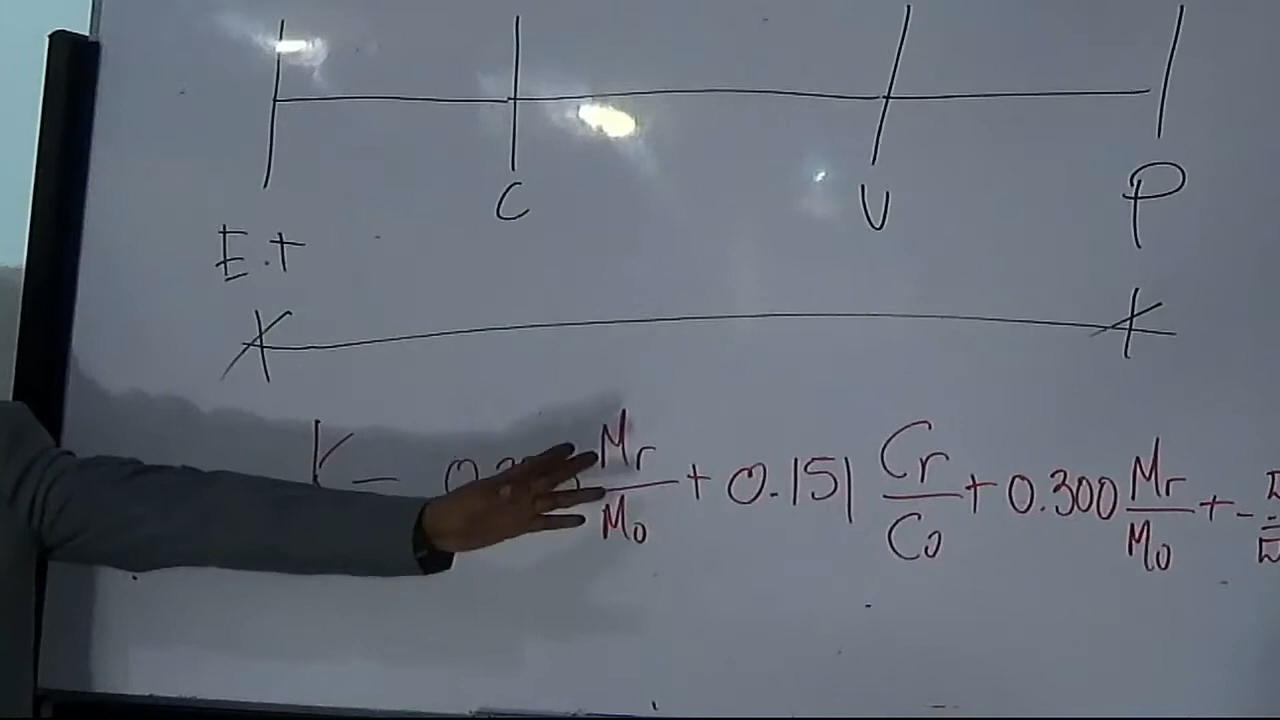 C U P
E.t
K = Mr/Mo + 0.151 Cr/Co + 0.300 Mr/Mo + -